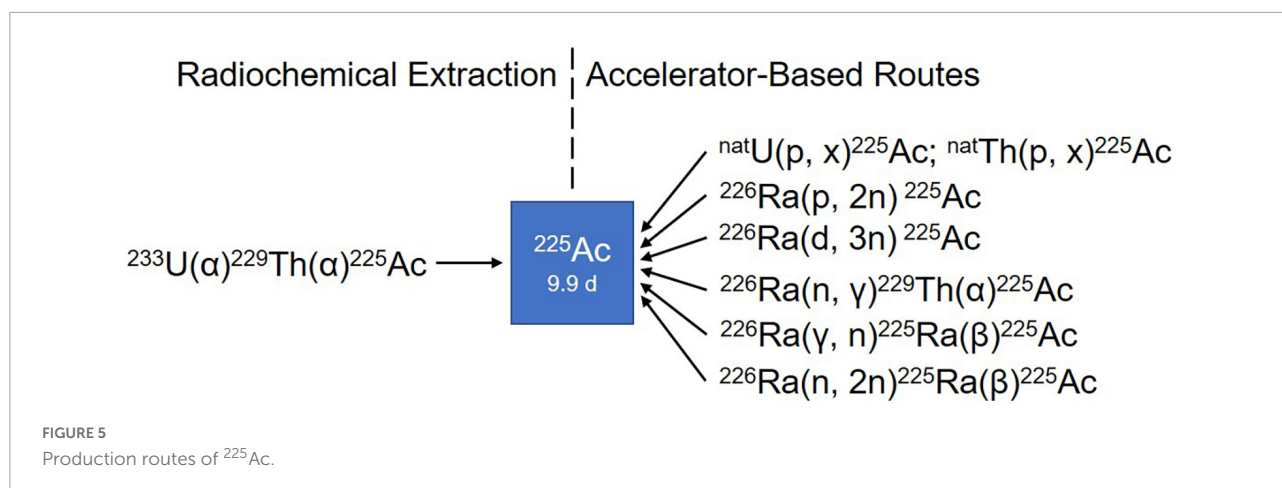 Radiochemical Extraction
Accelerator-Based Routes
²³³U(α)²²⁹Th(α)²²⁵Ac
²²⁵Ac
9.9 d
ⁿᵃᵗU(p, x)²²⁵Ac; ⁿᵃᵗTh(p, x)²²⁵Ac
²²⁶Ra(p, 2n) ²²⁵Ac
²²⁶Ra(d, 3n) ²²⁵Ac
²²⁶Ra(n, γ)²²⁹Th(α)²²⁵Ac
²²⁶Ra(γ, n)²²⁵Ra(β)²²⁵Ac
²²⁶Ra(n, 2n)²²⁵Ra(β)²²⁵Ac
FIGURE 5
Production routes of ²²⁵Ac.